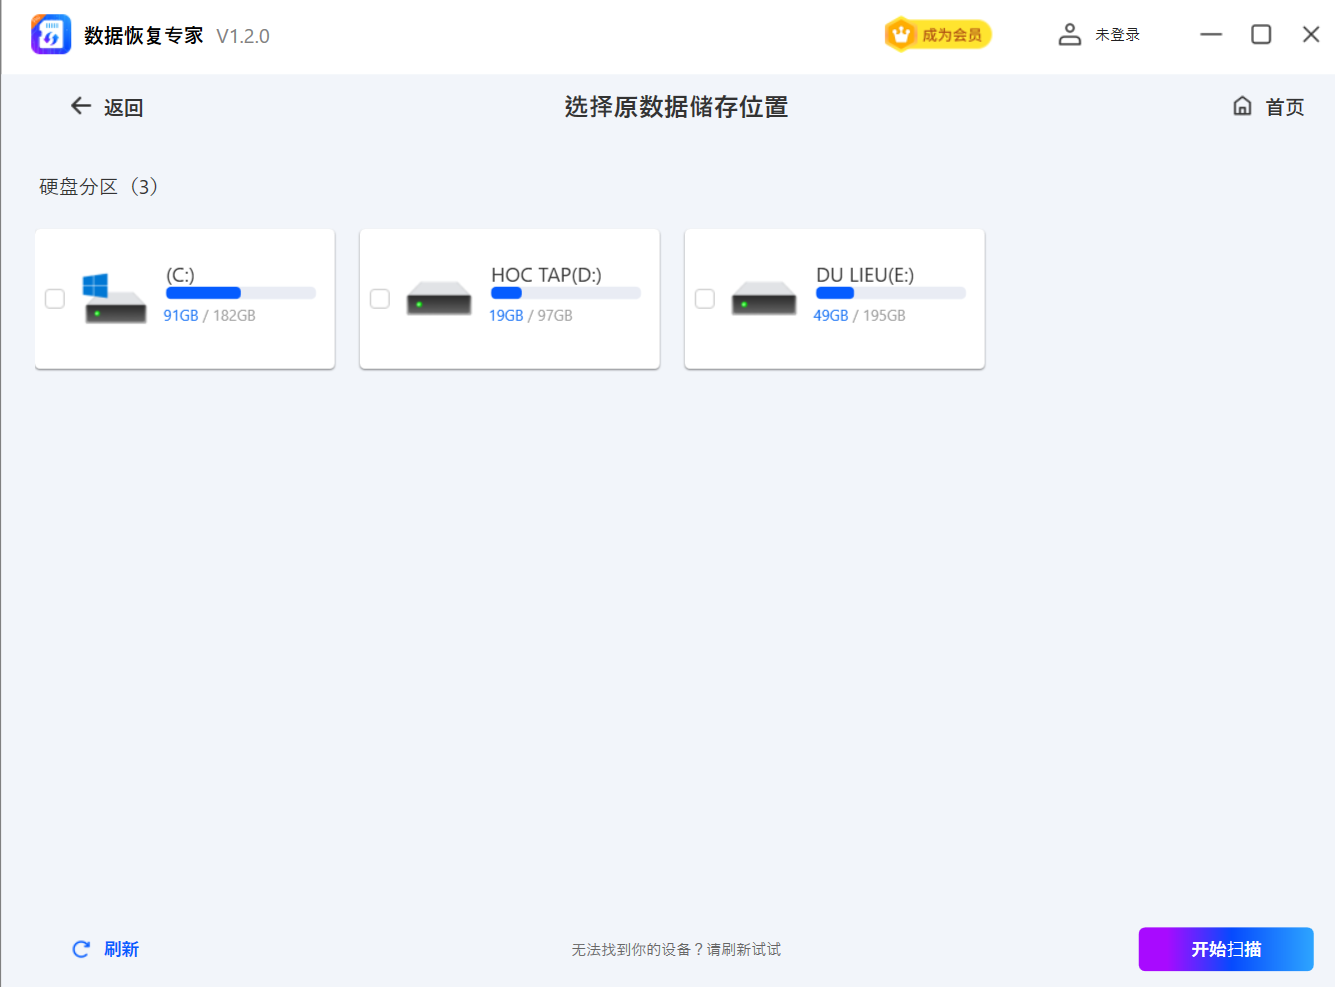 数据恢复专家 V1.2.0
成为会员
未登录
返回
选择原数据储存位置
首页
硬盘分区（3）
(C:)
91GB / 182GB
HOC TAP(D:)
19GB / 97GB
DU LIEU(E:)
49GB / 195GB
刷新
无法找到你的设备？请刷新试试
开始扫描